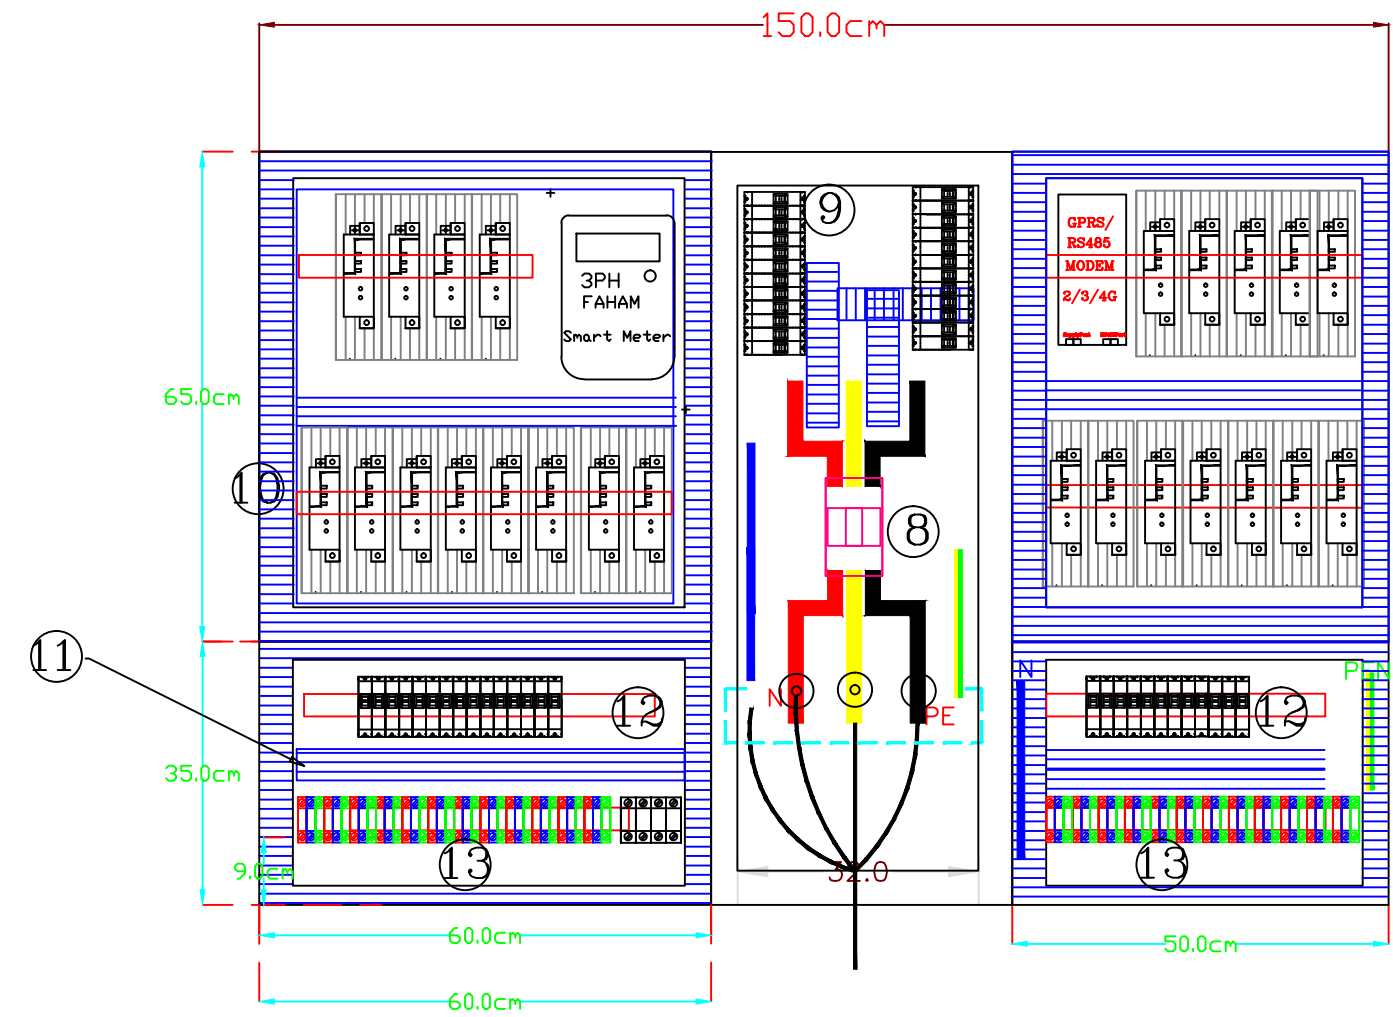 150.0cm
9
GPRS/
RS485
MODEM
2/3/4G
3PH
FAHAM
Smart Meter
65.0cm
10
8
11
N
N
PE
12
12
35.0cm
9.0cm
13
13
32.0
60.0cm
50.0cm
60.0cm